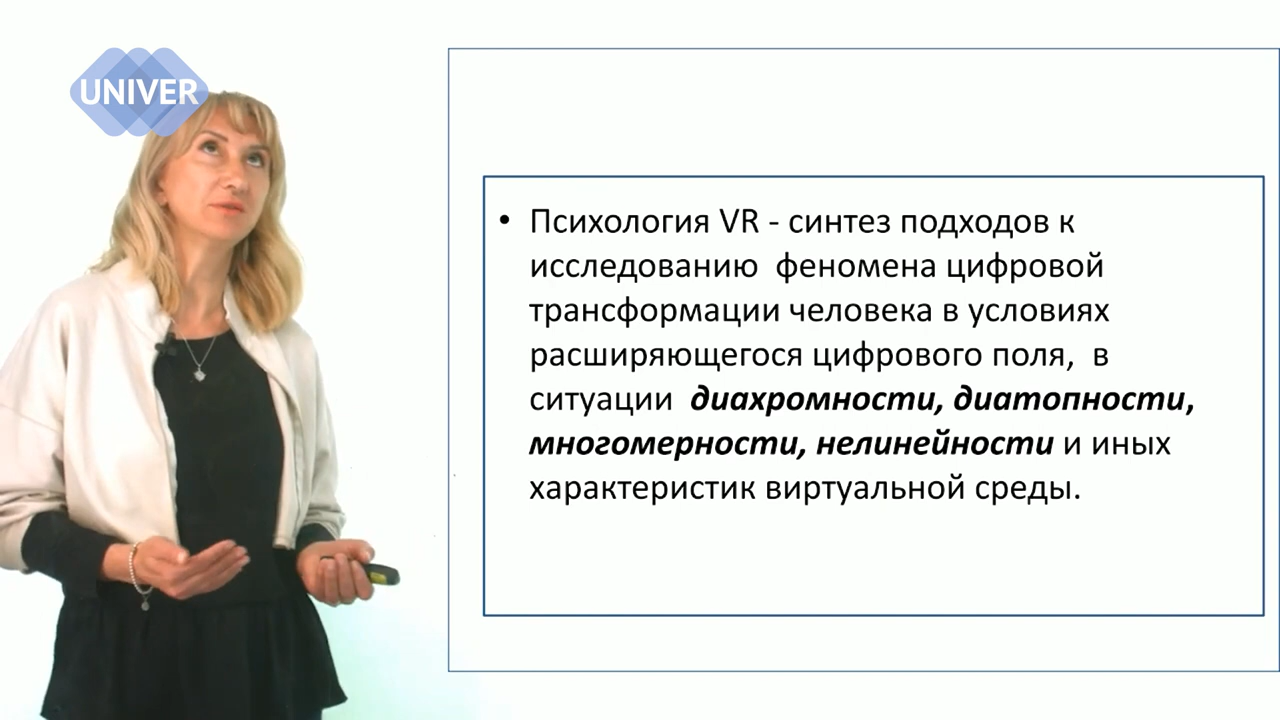 UNIVER
• Психология VR - синтез подходов к
исследованию феномена цифровой
трансформации человека в условиях
расширяющегося цифрового поля, в
ситуации диахромности, диатопности,
многомерности, нелинейности и иных
характеристик виртуальной среды.